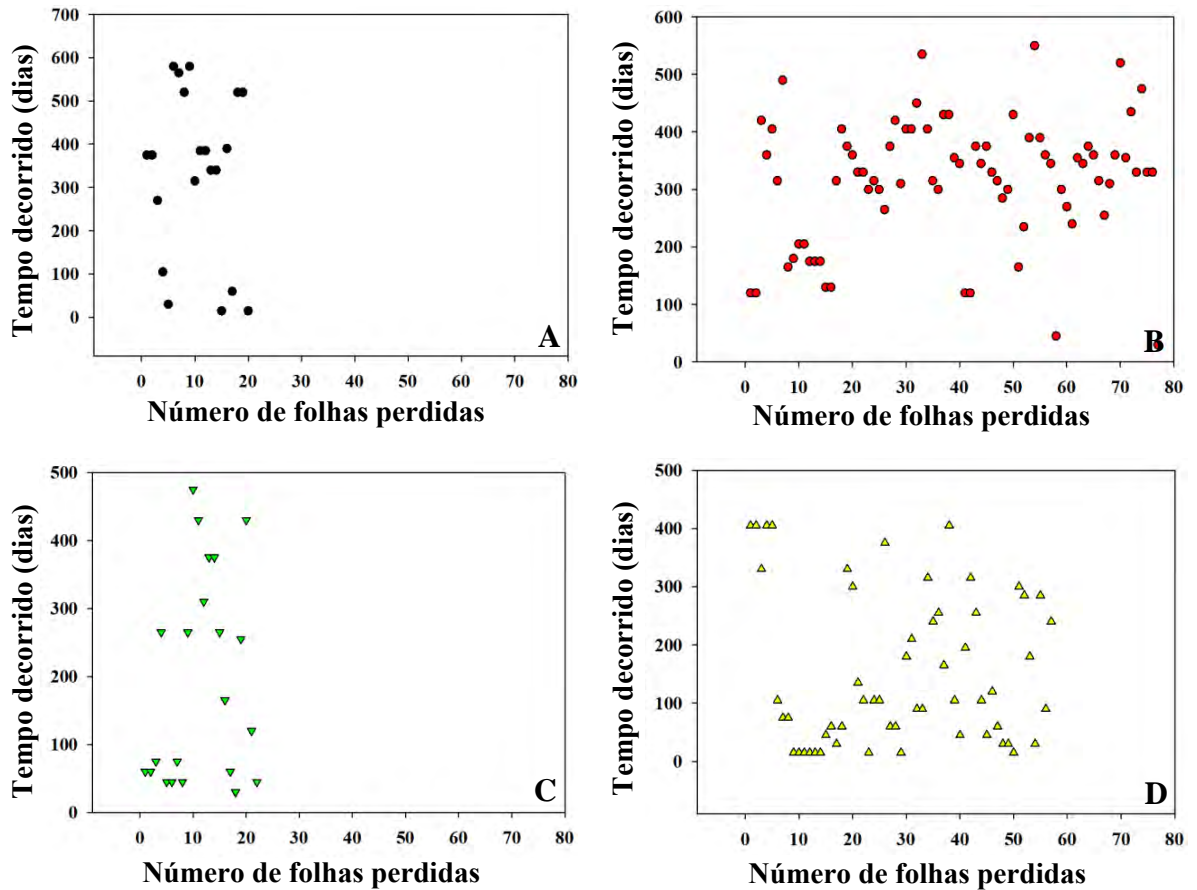 700
600
500
400
300
200
100
0
Tempo decorrido (dias)
A
0 10 20 30 40 50 60 70 80
Número de folhas perdidas
600
500
400
300
200
100
0
Tempo decorrido (dias)
B
0 10 20 30 40 50 60 70 80
Número de folhas perdidas
500
400
300
200
100
0
Tempo decorrido (dias)
C
0 10 20 30 40 50 60 70 80
Número de folhas perdidas
500
400
300
200
100
0
Tempo decorrido (dias)
D
0 10 20 30 40 50 60 70 80
Número de folhas perdidas